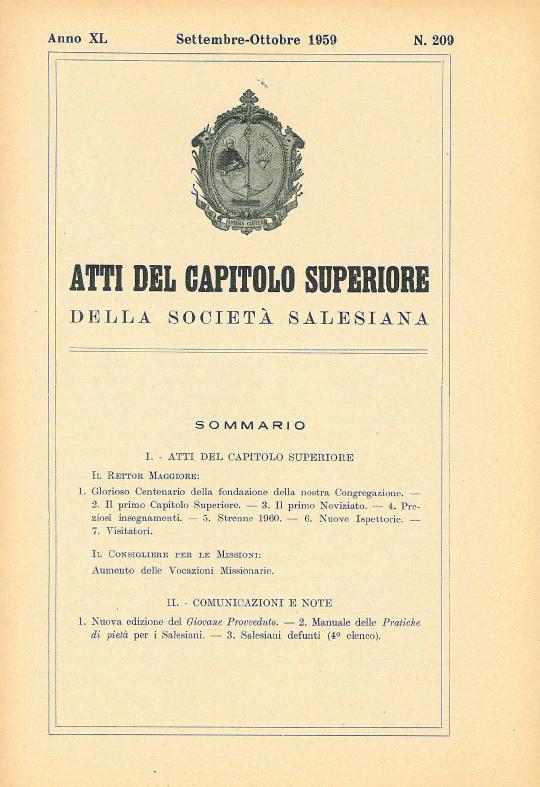 Anno XL Settembre-Ottobre 1959 N. 209
ATTI DEL CAPITOLO SUPERIORE
DELLA SOCIETÀ SALESIANA
SOMMARIO
I. - ATTI DEL CAPITOLO SUPERIORE
Il Rettor Maggiore:
1. Glorioso Centenario della fondazione della nostra Congregazione. —
2. Il primo Capitolo Superiore. — 3. Il primo Noviziato. — 4. Pre-
ziosi insegnamenti. — 5. Strenne 1960. — 6. Nuove Ispettorie. —
7. Visitatori.
Il Consigliere per le Missioni:
Aumento delle Vocazioni Missionarie.
II. - COMUNICAZIONI E NOTE
1. Nuova edizione del Giovane Provveduto. — 2. Manuale delle Pratiche
di pietà per i Salesiani. — 3. Salesiani defunti (4º elenco).